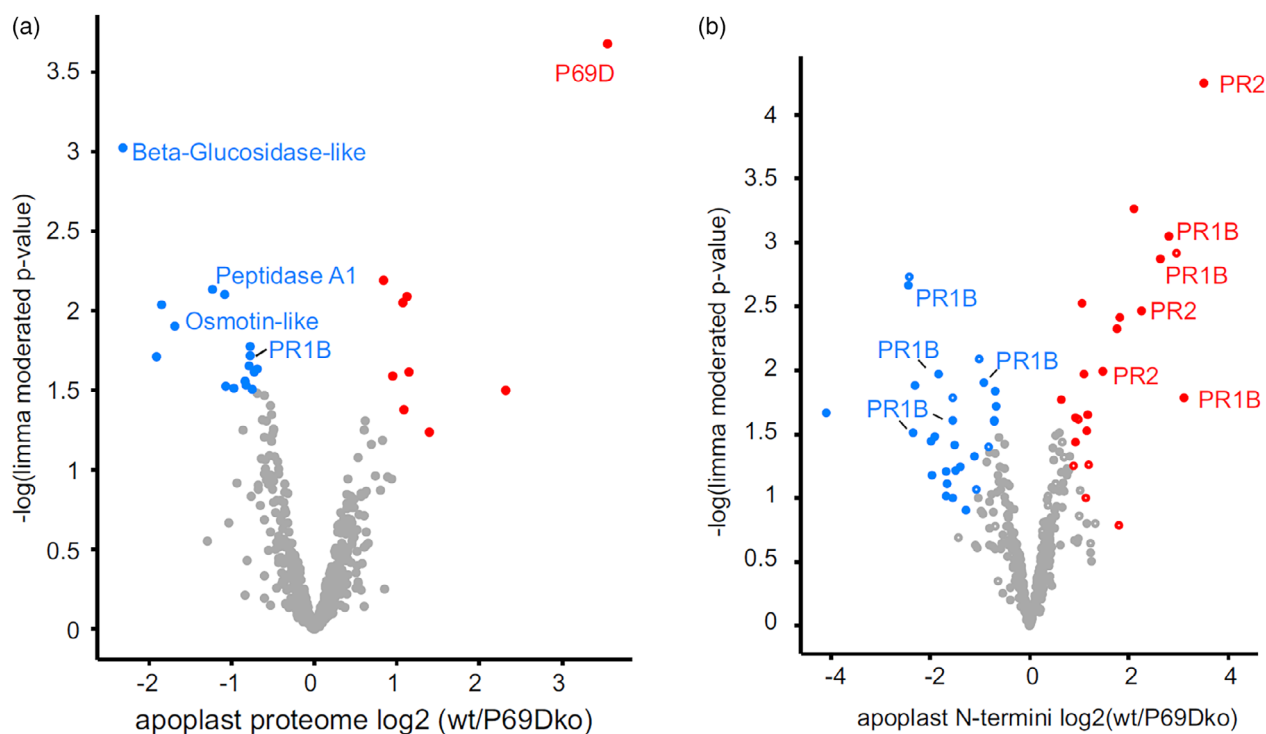 (a)
3.5
3
2.5
2
1.5
1
0.5
0
-log(limma moderated p-value)
P69D
Beta-Glucosidase-like
Peptidase A1
Osmotin-like
PR1B
-2
-1
0
1
2
3
apoplast proteome log2 (wt/P69Dko)
(b)
4
3.5
3
2.5
2
1.5
1
0.5
0
-log(limma moderated p-value)
PR2
PR1B
PR1B
PR1B
PR2
PR1B
PR1B
PR2
PR1B
PR1B
-4
-2
0
2
4
apoplast N-termini log2(wt/P69Dko)